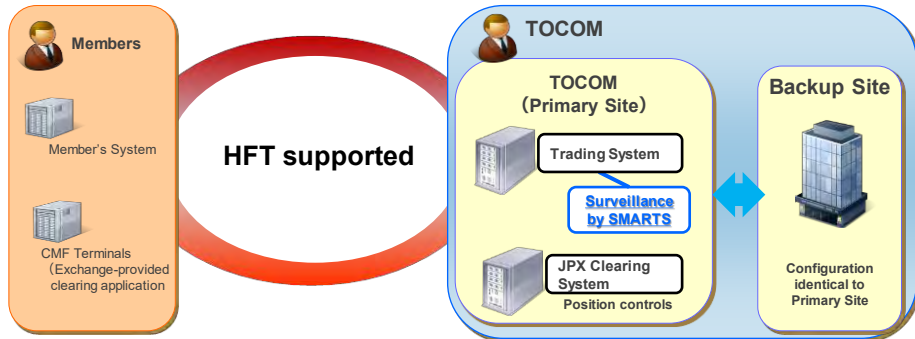 Members
Member's System
CMF Terminals
（Exchange-provided
clearing application
HFT supported
TOCOM
TOCOM
（Primary Site）
Trading System
Surveillance
by SMARTS
JPX Clearing
System
Position controls
Backup Site
Configuration
identical to
Primary Site